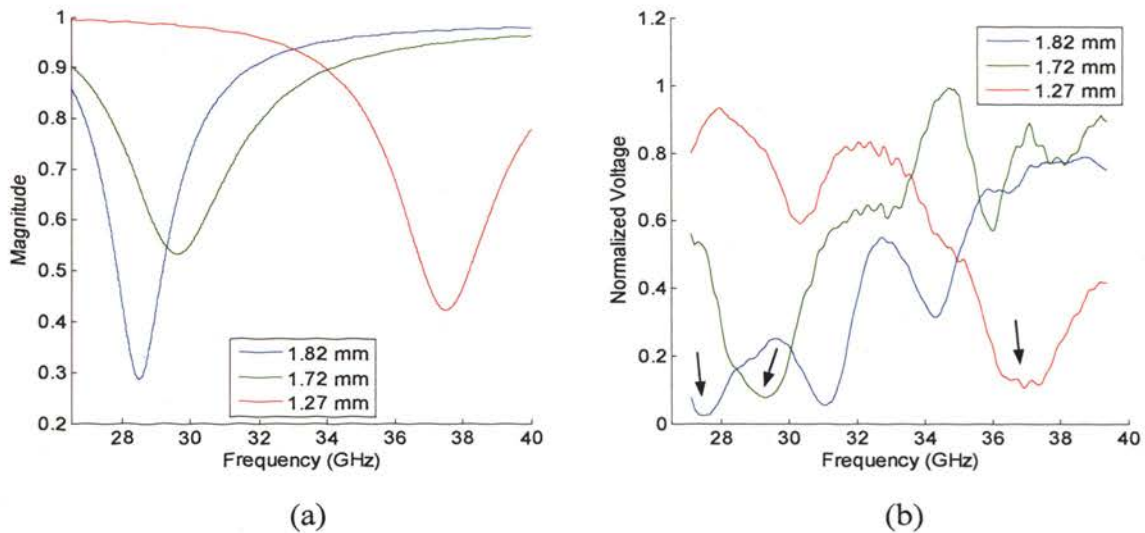 1
0.9
0.8
0.7
0.6
0.5
0.4
0.3
0.2
Magnitude
28 30 32 34 36 38 40
Frequency (GHz)
1.82 mm
1.72 mm
1.27 mm
(a)
1.2
1
0.8
0.6
0.4
0.2
0
Normalized Voltage
28 30 32 34 36 38 40
Frequency (GHz)
1.82 mm
1.72 mm
1.27 mm
(b)